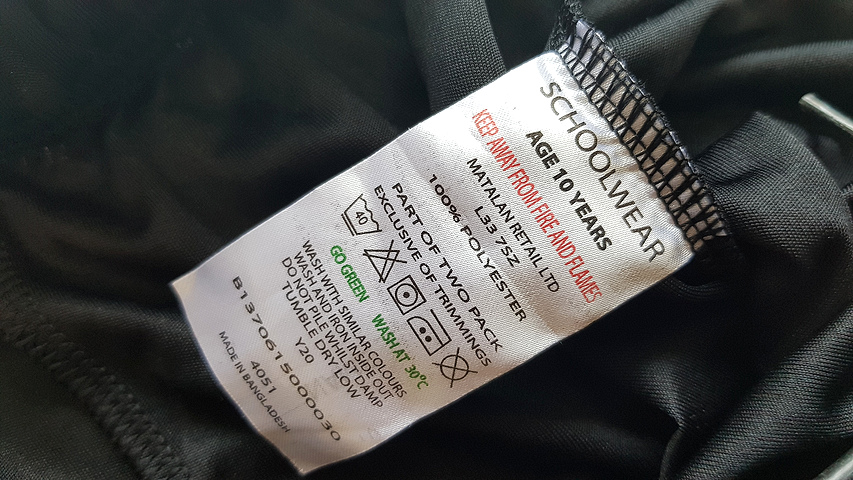 SCHOOLWEAR
AGE 10 YEARS
KEEP AWAY FROM FIRE AND FLAMES
MATALAN RETAIL LTD
L33 7SZ
100% POLYESTER
PART OF TWO PACK
EXCLUSIVE OF TRIMMINGS
40
GO GREEN WASH AT 30°C
WASH WITH SIMILAR COLOURS
WASH AND IRON INSIDE OUT
DO NOT PILE WHILST DAMP
TUMBLE DRY LOW
Y20
B1370615000030
4051
MADE IN BANGLADESH